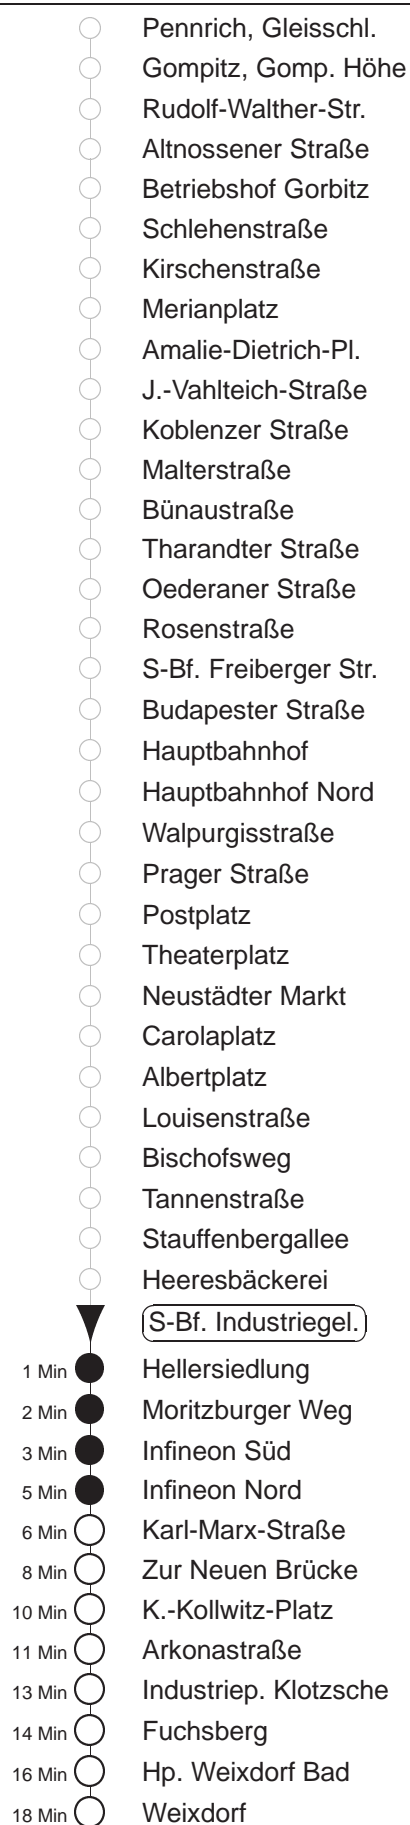 Pennrich, Gleisschl.
Gompitz, Gomp. Höhe
Rudolf-Walther-Str.
Altnossener Straße
Betriebshof Gorbitz
Schlehenstraße
Kirschenstraße
Merianplatz
Amalie-Dietrich-Pl.
J.-Vahlteich-Straße
Koblenzer Straße
Malterstraße
Bünaustraße
Tharandter Straße
Oederaner Straße
Rosenstraße
S-Bf. Freiberger Str.
Budapester Straße
Hauptbahnhof
Hauptbahnhof Nord
Walpurgisstraße
Prager Straße
Postplatz
Theaterplatz
Neustädter Markt
Carolaplatz
Albertplatz
Louisenstraße
Bischofsweg
Tannenstraße
Stauffenbergallee
Heeresbäckerei
S-Bf. Industriegel.
1 Min Hellersiedlung
2 Min Moritzburger Weg
3 Min Infineon Süd
5 Min Infineon Nord
6 Min Karl-Marx-Straße
8 Min Zur Neuen Brücke
10 Min K.-Kollwitz-Platz
11 Min Arkonastraße
13 Min Industriep. Klotzsche
14 Min Fuchsberg
16 Min Hp. Weixdorf Bad
18 Min Weixdorf